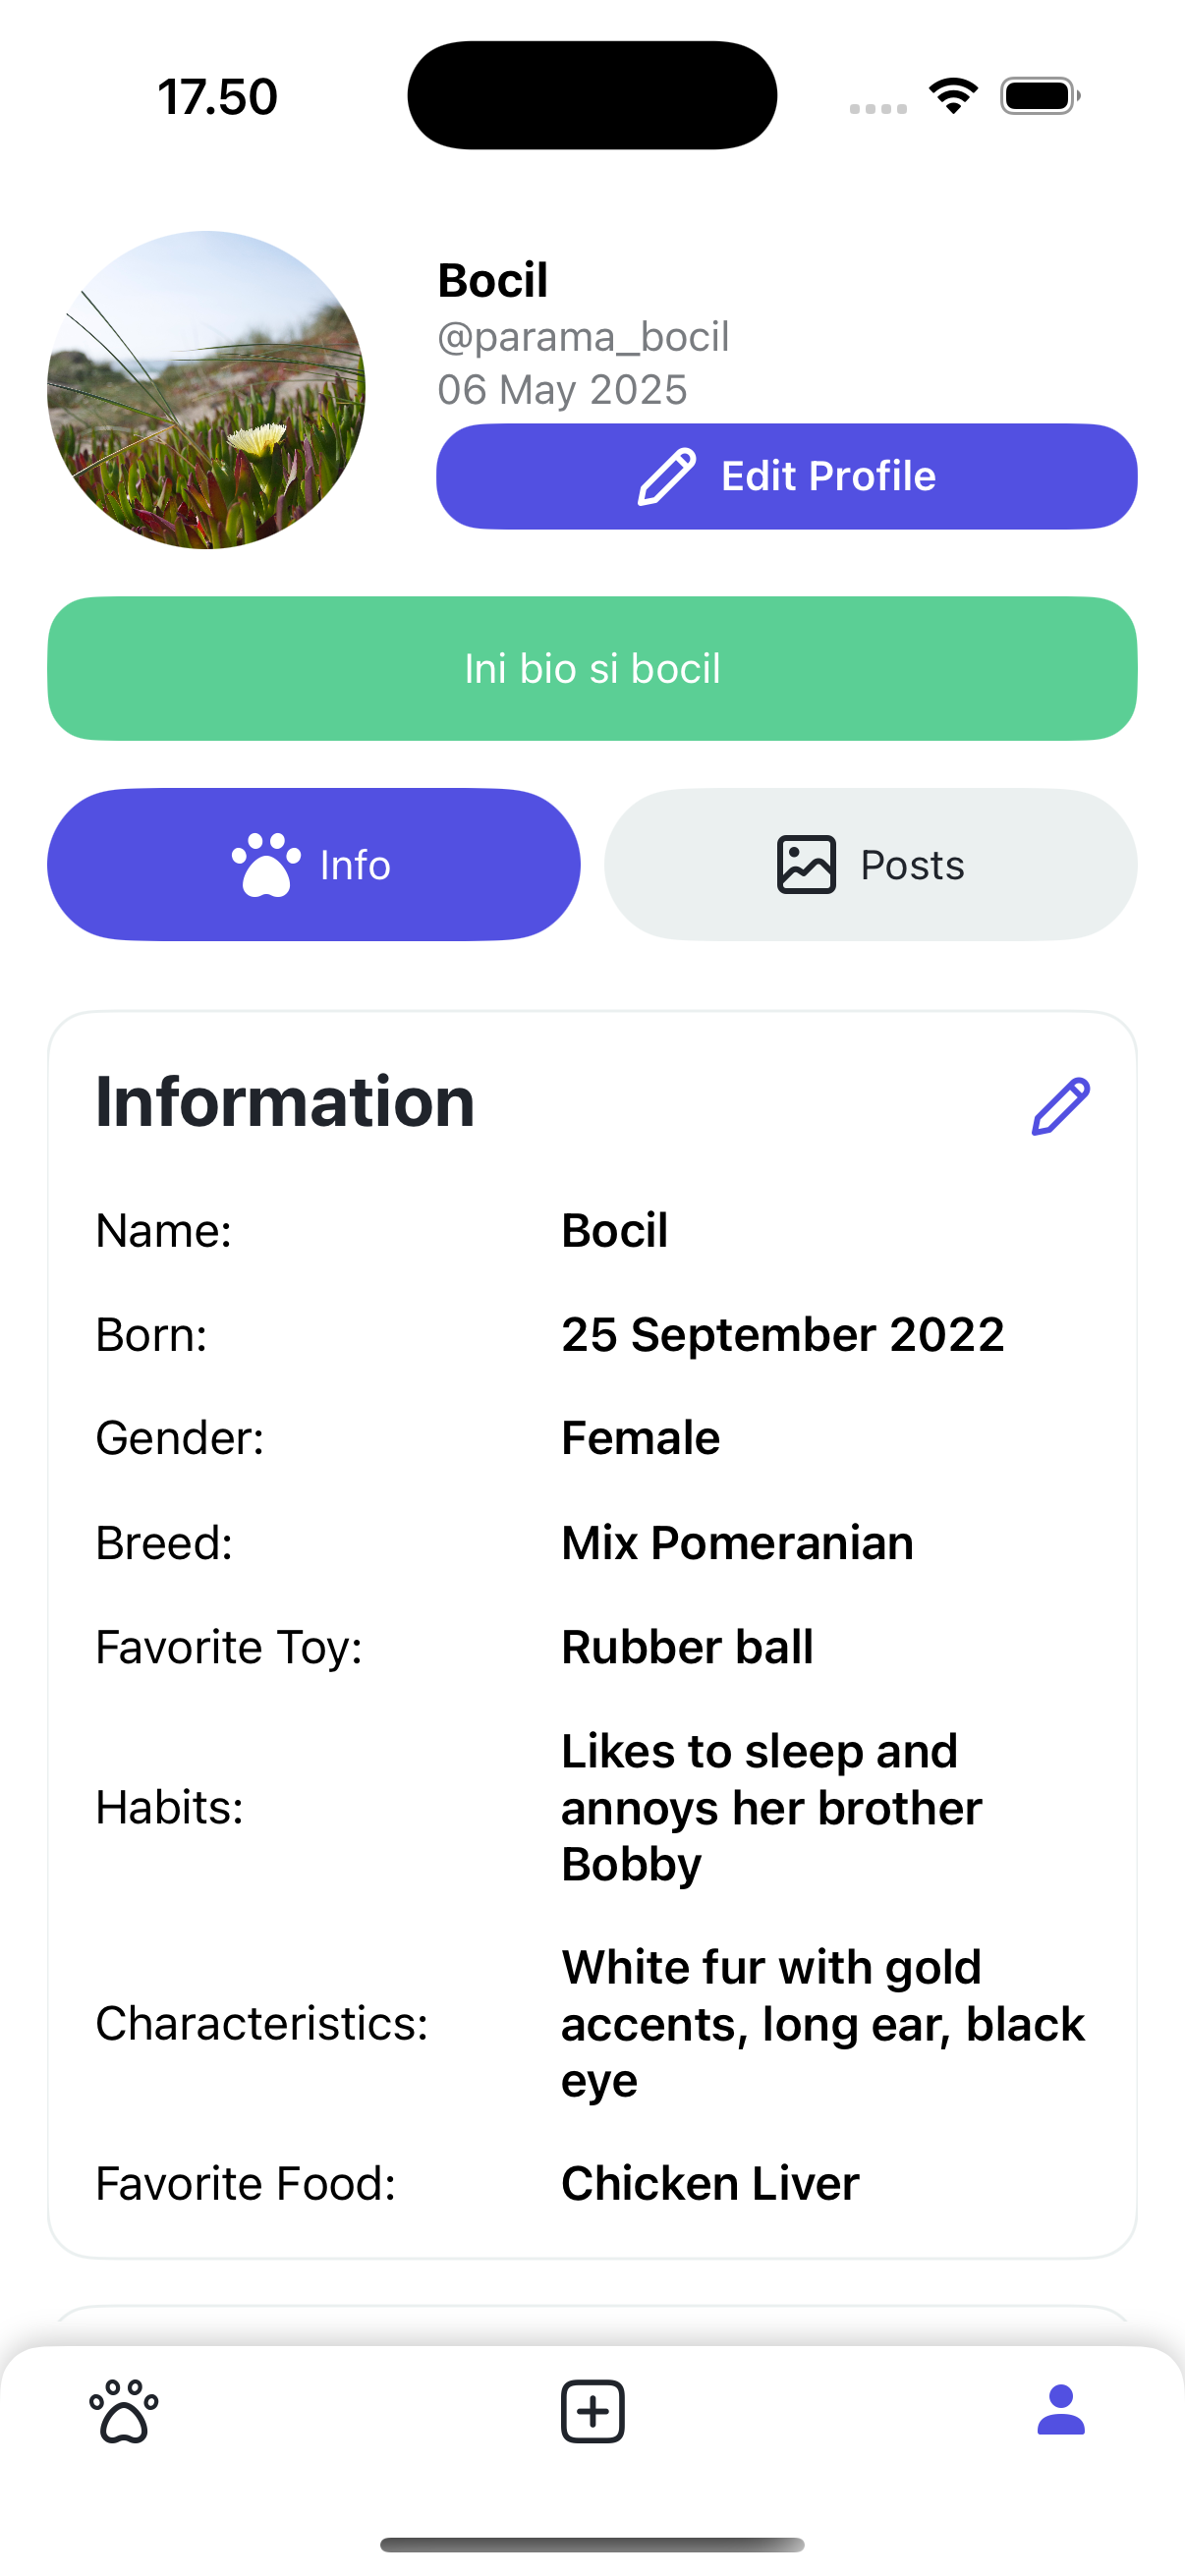 17.50
Bocil
@parama_bocil
06 May 2025
Edit Profile
Ini bio si bocil
Info
Posts
Information
Name:
Bocil
Born:
25 September 2022
Gender:
Female
Breed:
Mix Pomeranian
Favorite Toy:
Rubber ball
Habits:
Likes to sleep and
annoys her brother
Bobby
Characteristics:
White fur with gold
accents, long ear, black
eye
Favorite Food:
Chicken Liver